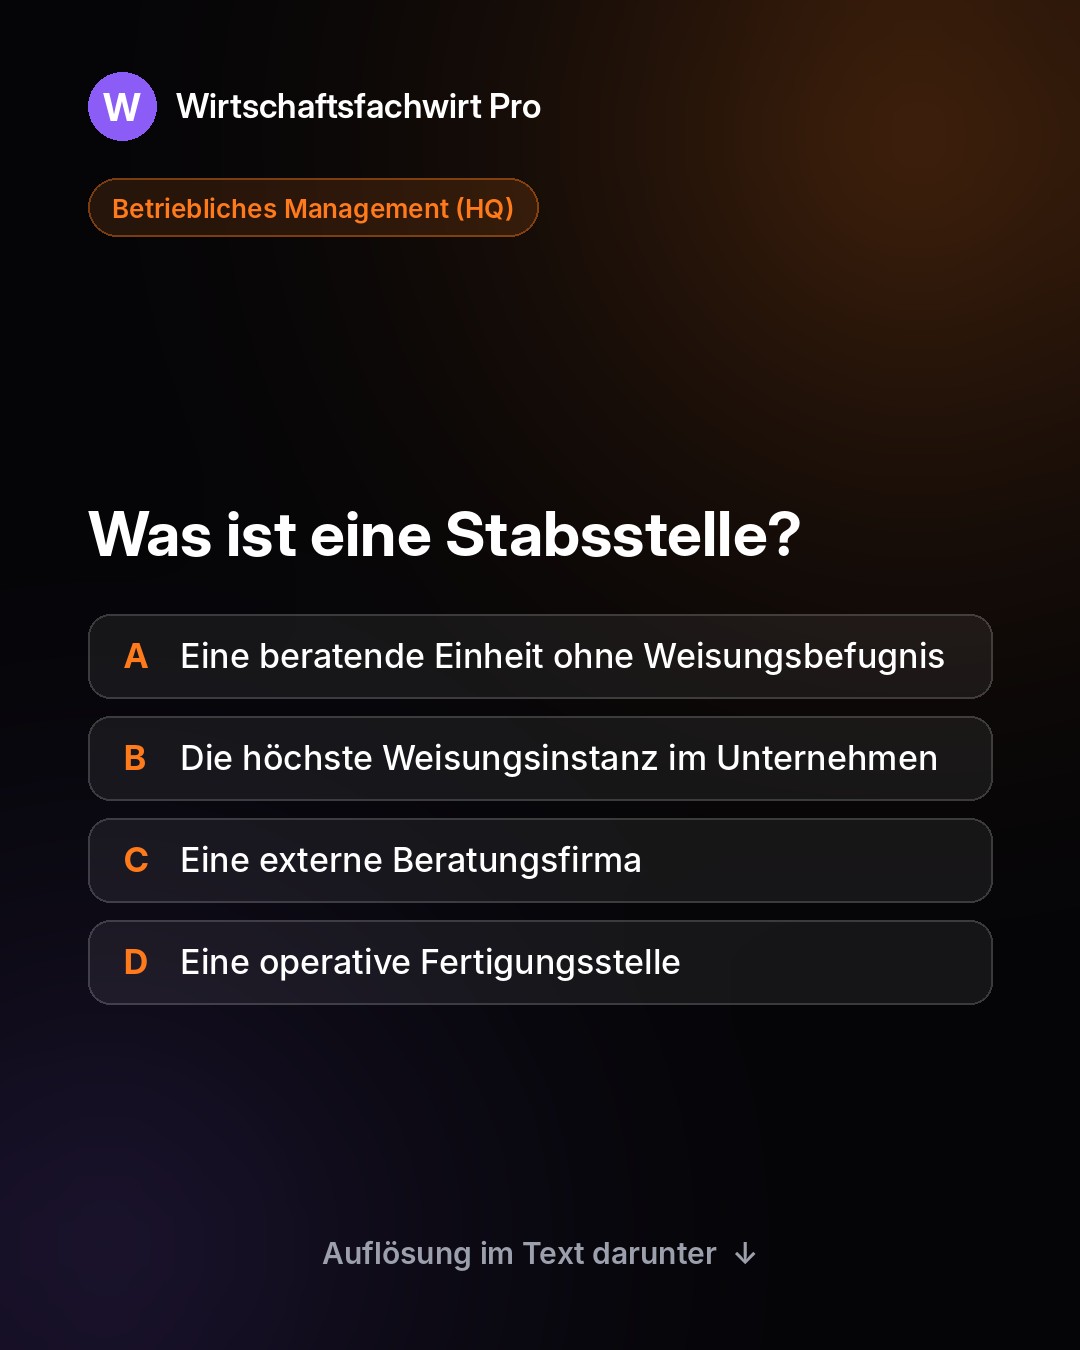 W Wirtschaftsfachwirt Pro
Betriebliches Management (HQ)
Was ist eine Stabsstelle?
A Eine beratende Einheit ohne Weisungsbefugnis
B Die höchste Weisungsinstanz im Unternehmen
C Eine externe Beratungsfirma
D Eine operative Fertigungsstelle
Auflösung im Text darunter ↓